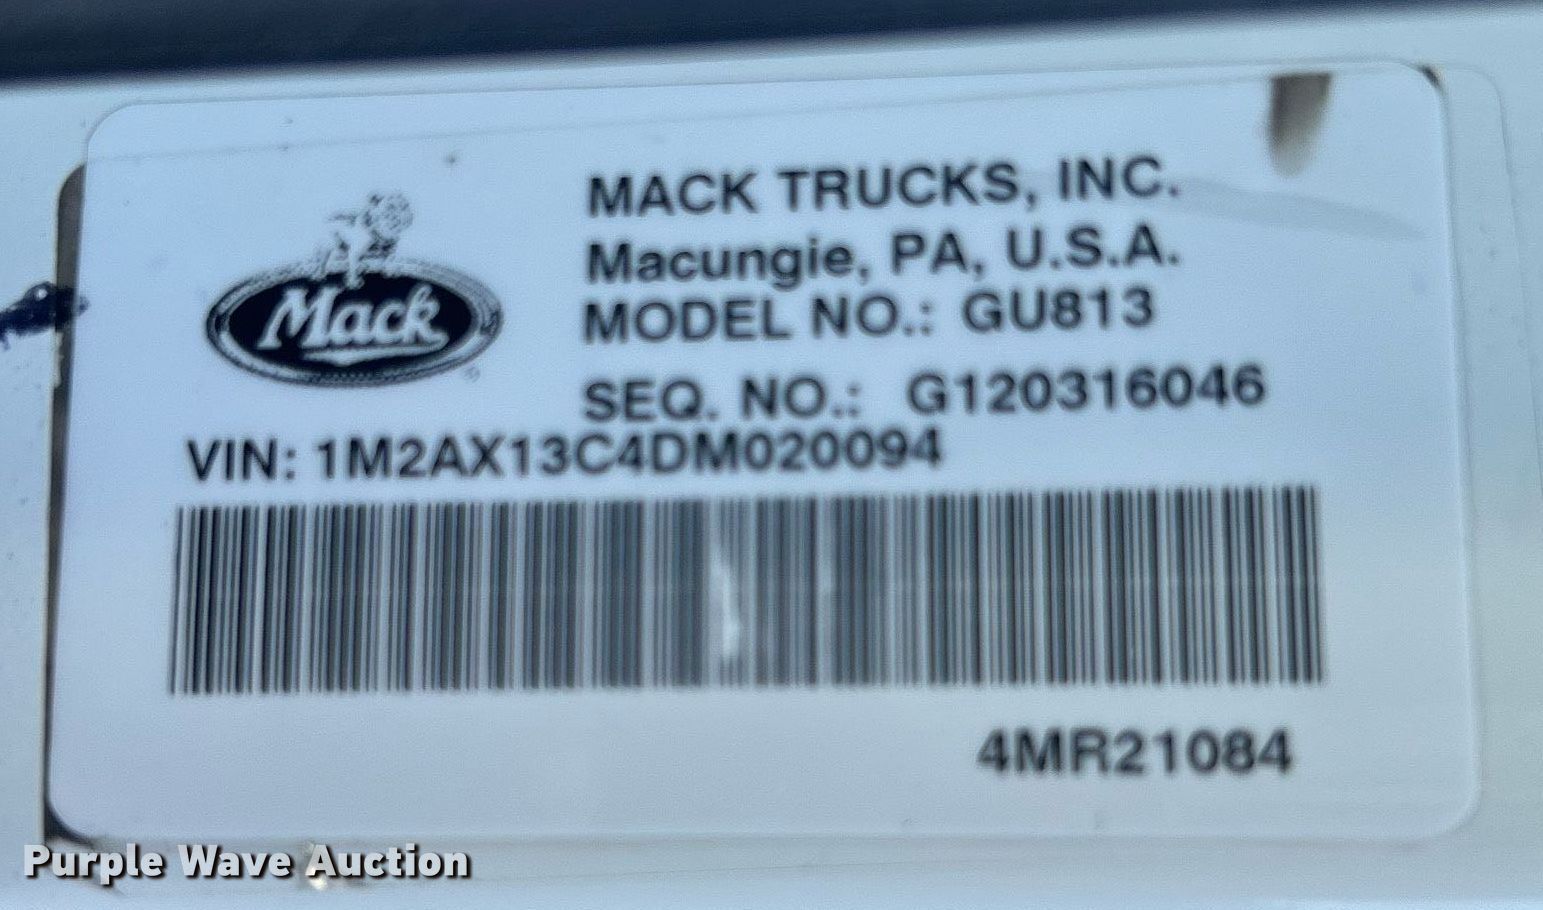 MACK TRUCKS, INC.
Macungie, PA, U.S.A.
Mack
MODEL NO.: GU813
SEQ. NO.: G120316046
VIN: 1M2AX13C4DM020094
4MR21084
Purple Wave Auction